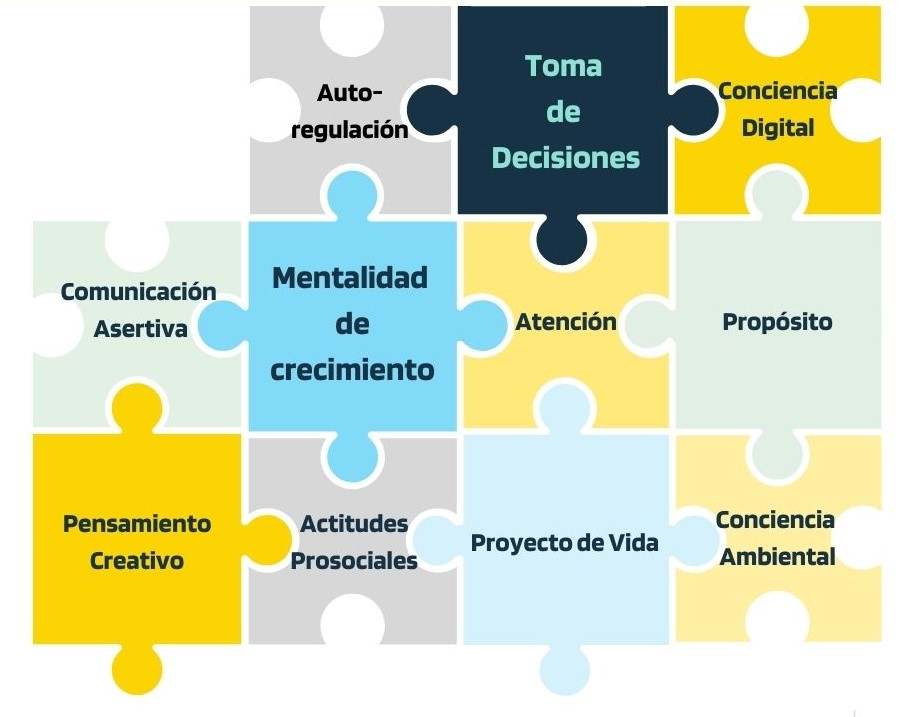 Auto-
regulación
Toma
de
Decisiones
Conciencia
Digital
Comunicación
Asertiva
Mentalidad
de
crecimiento
Atención
Propósito
Pensamiento
Creativo
Actitudes
Prosociales
Proyecto de Vida
Conciencia
Ambiental